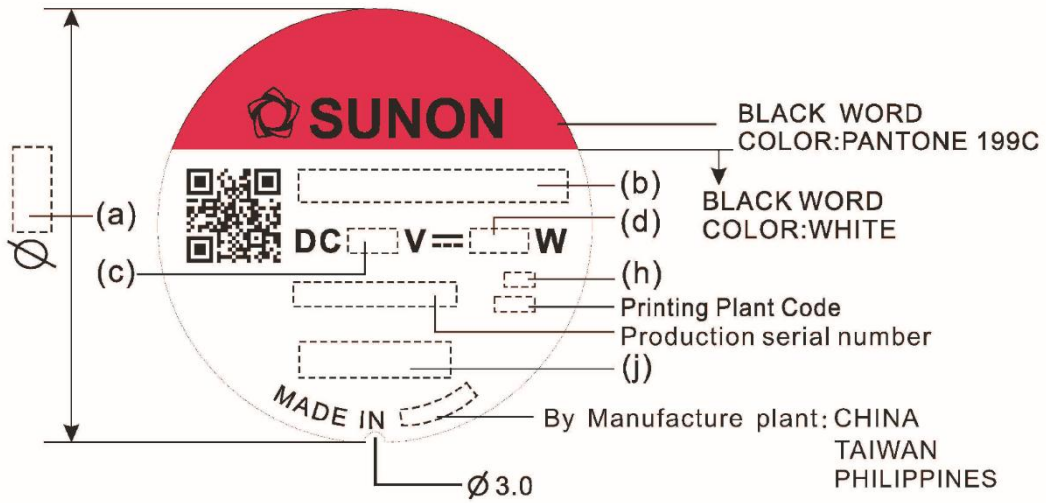 SUNON
BLACK WORD
COLOR:PANTONE 199C
(b)
BLACK WORD
COLOR:WHITE
(a)
Ø
DC V⎓ W
(d)
(c)
(h)
Printing Plant Code
Production serial number
(j)
MADE IN
By Manufacture plant: CHINA
TAIWAN
PHILIPPINES
Ø 3.0